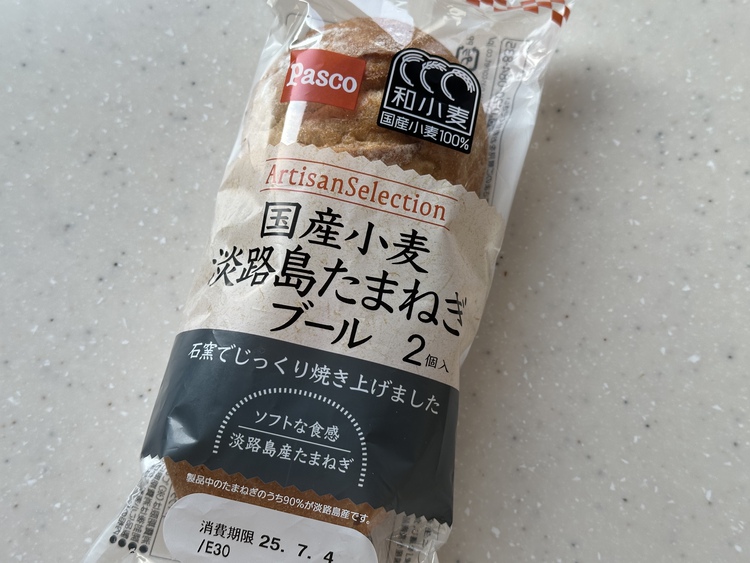 Pasco
和小麦
国産小麦100%
ArtisanSelection
国産小麦
淡路島たまねぎ
ブール 2個入
石窯でじっくり焼き上げました
ソフトな食感
淡路島産たまねぎ
製品中のたまねぎのうち90%が淡路島産です。
消費期限 25. 7. 4
/E30